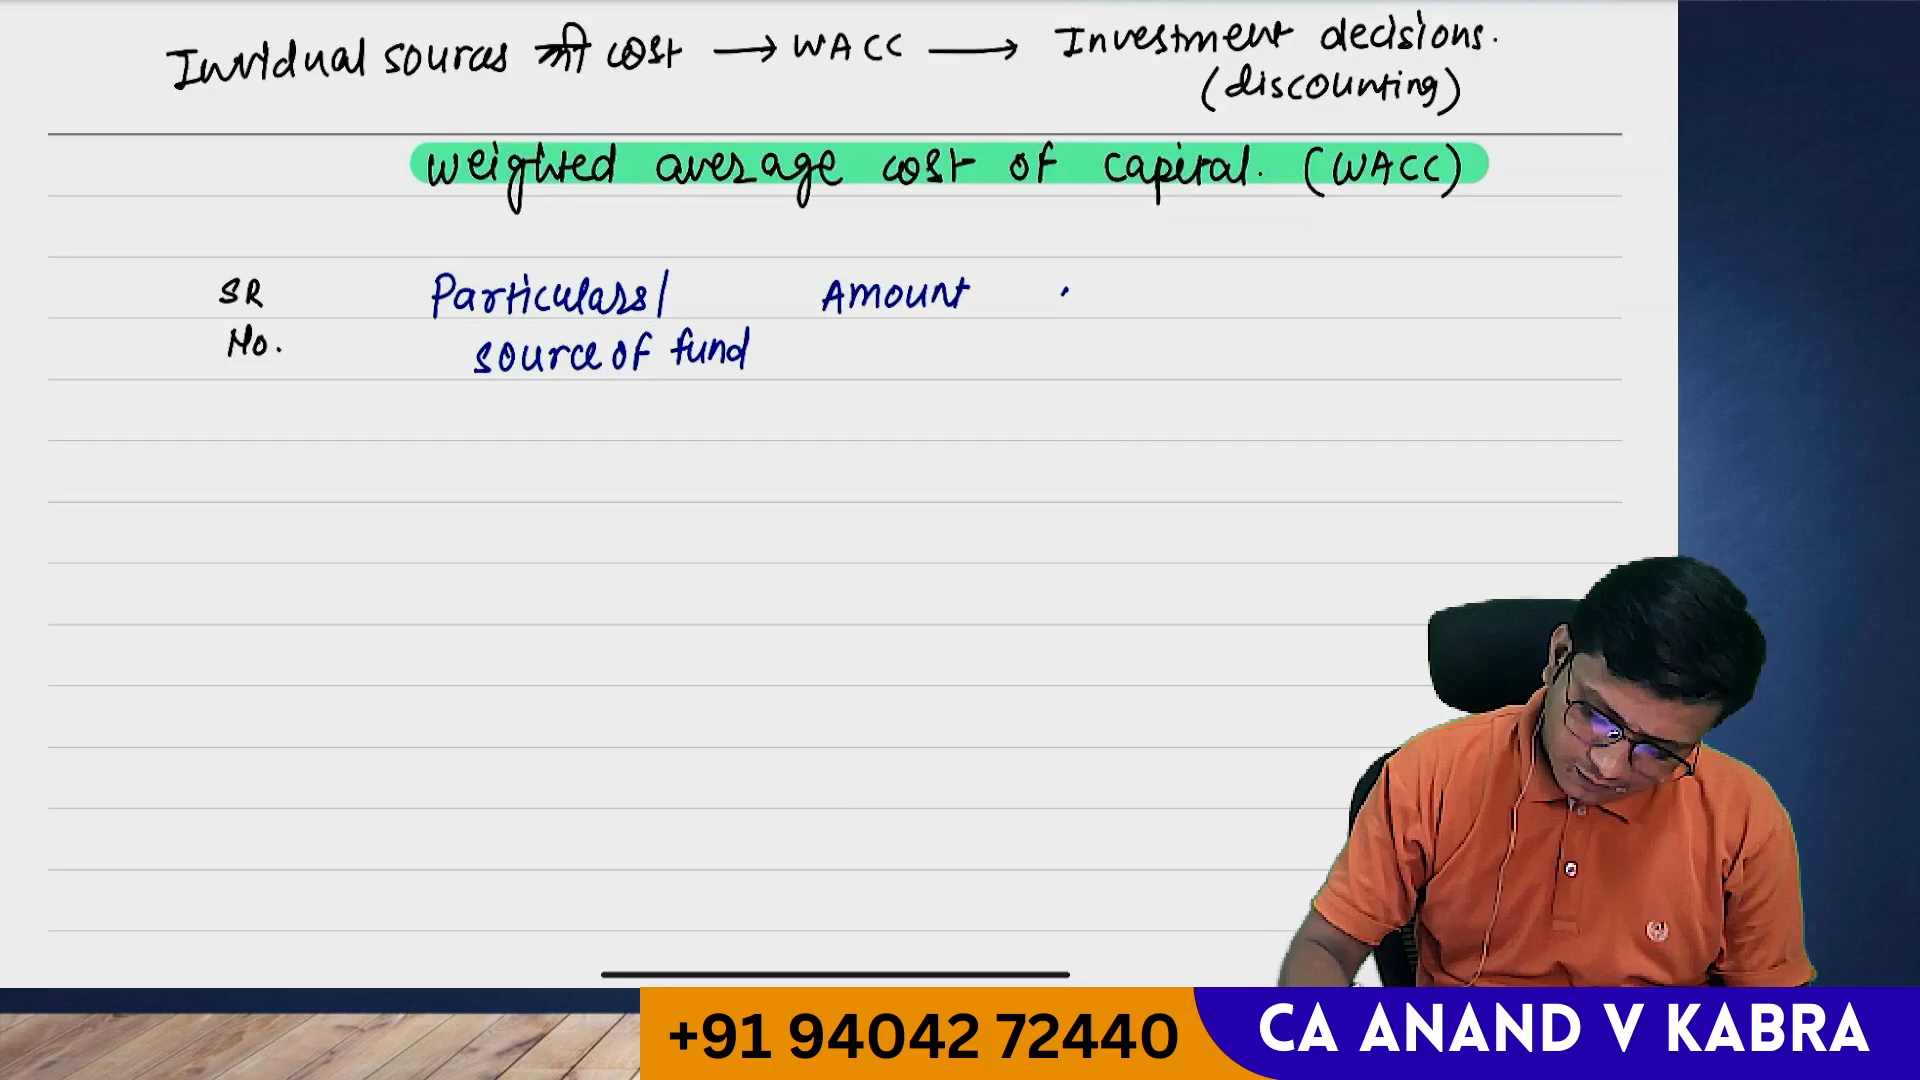 Invidual sources की cost → WACC → Investment decisions.
(discounting)
weighted average cost of capital. (WACC)
SR Particulars/ Amount
No. source of fund
+91 94042 72440
CA ANAND V KABRA